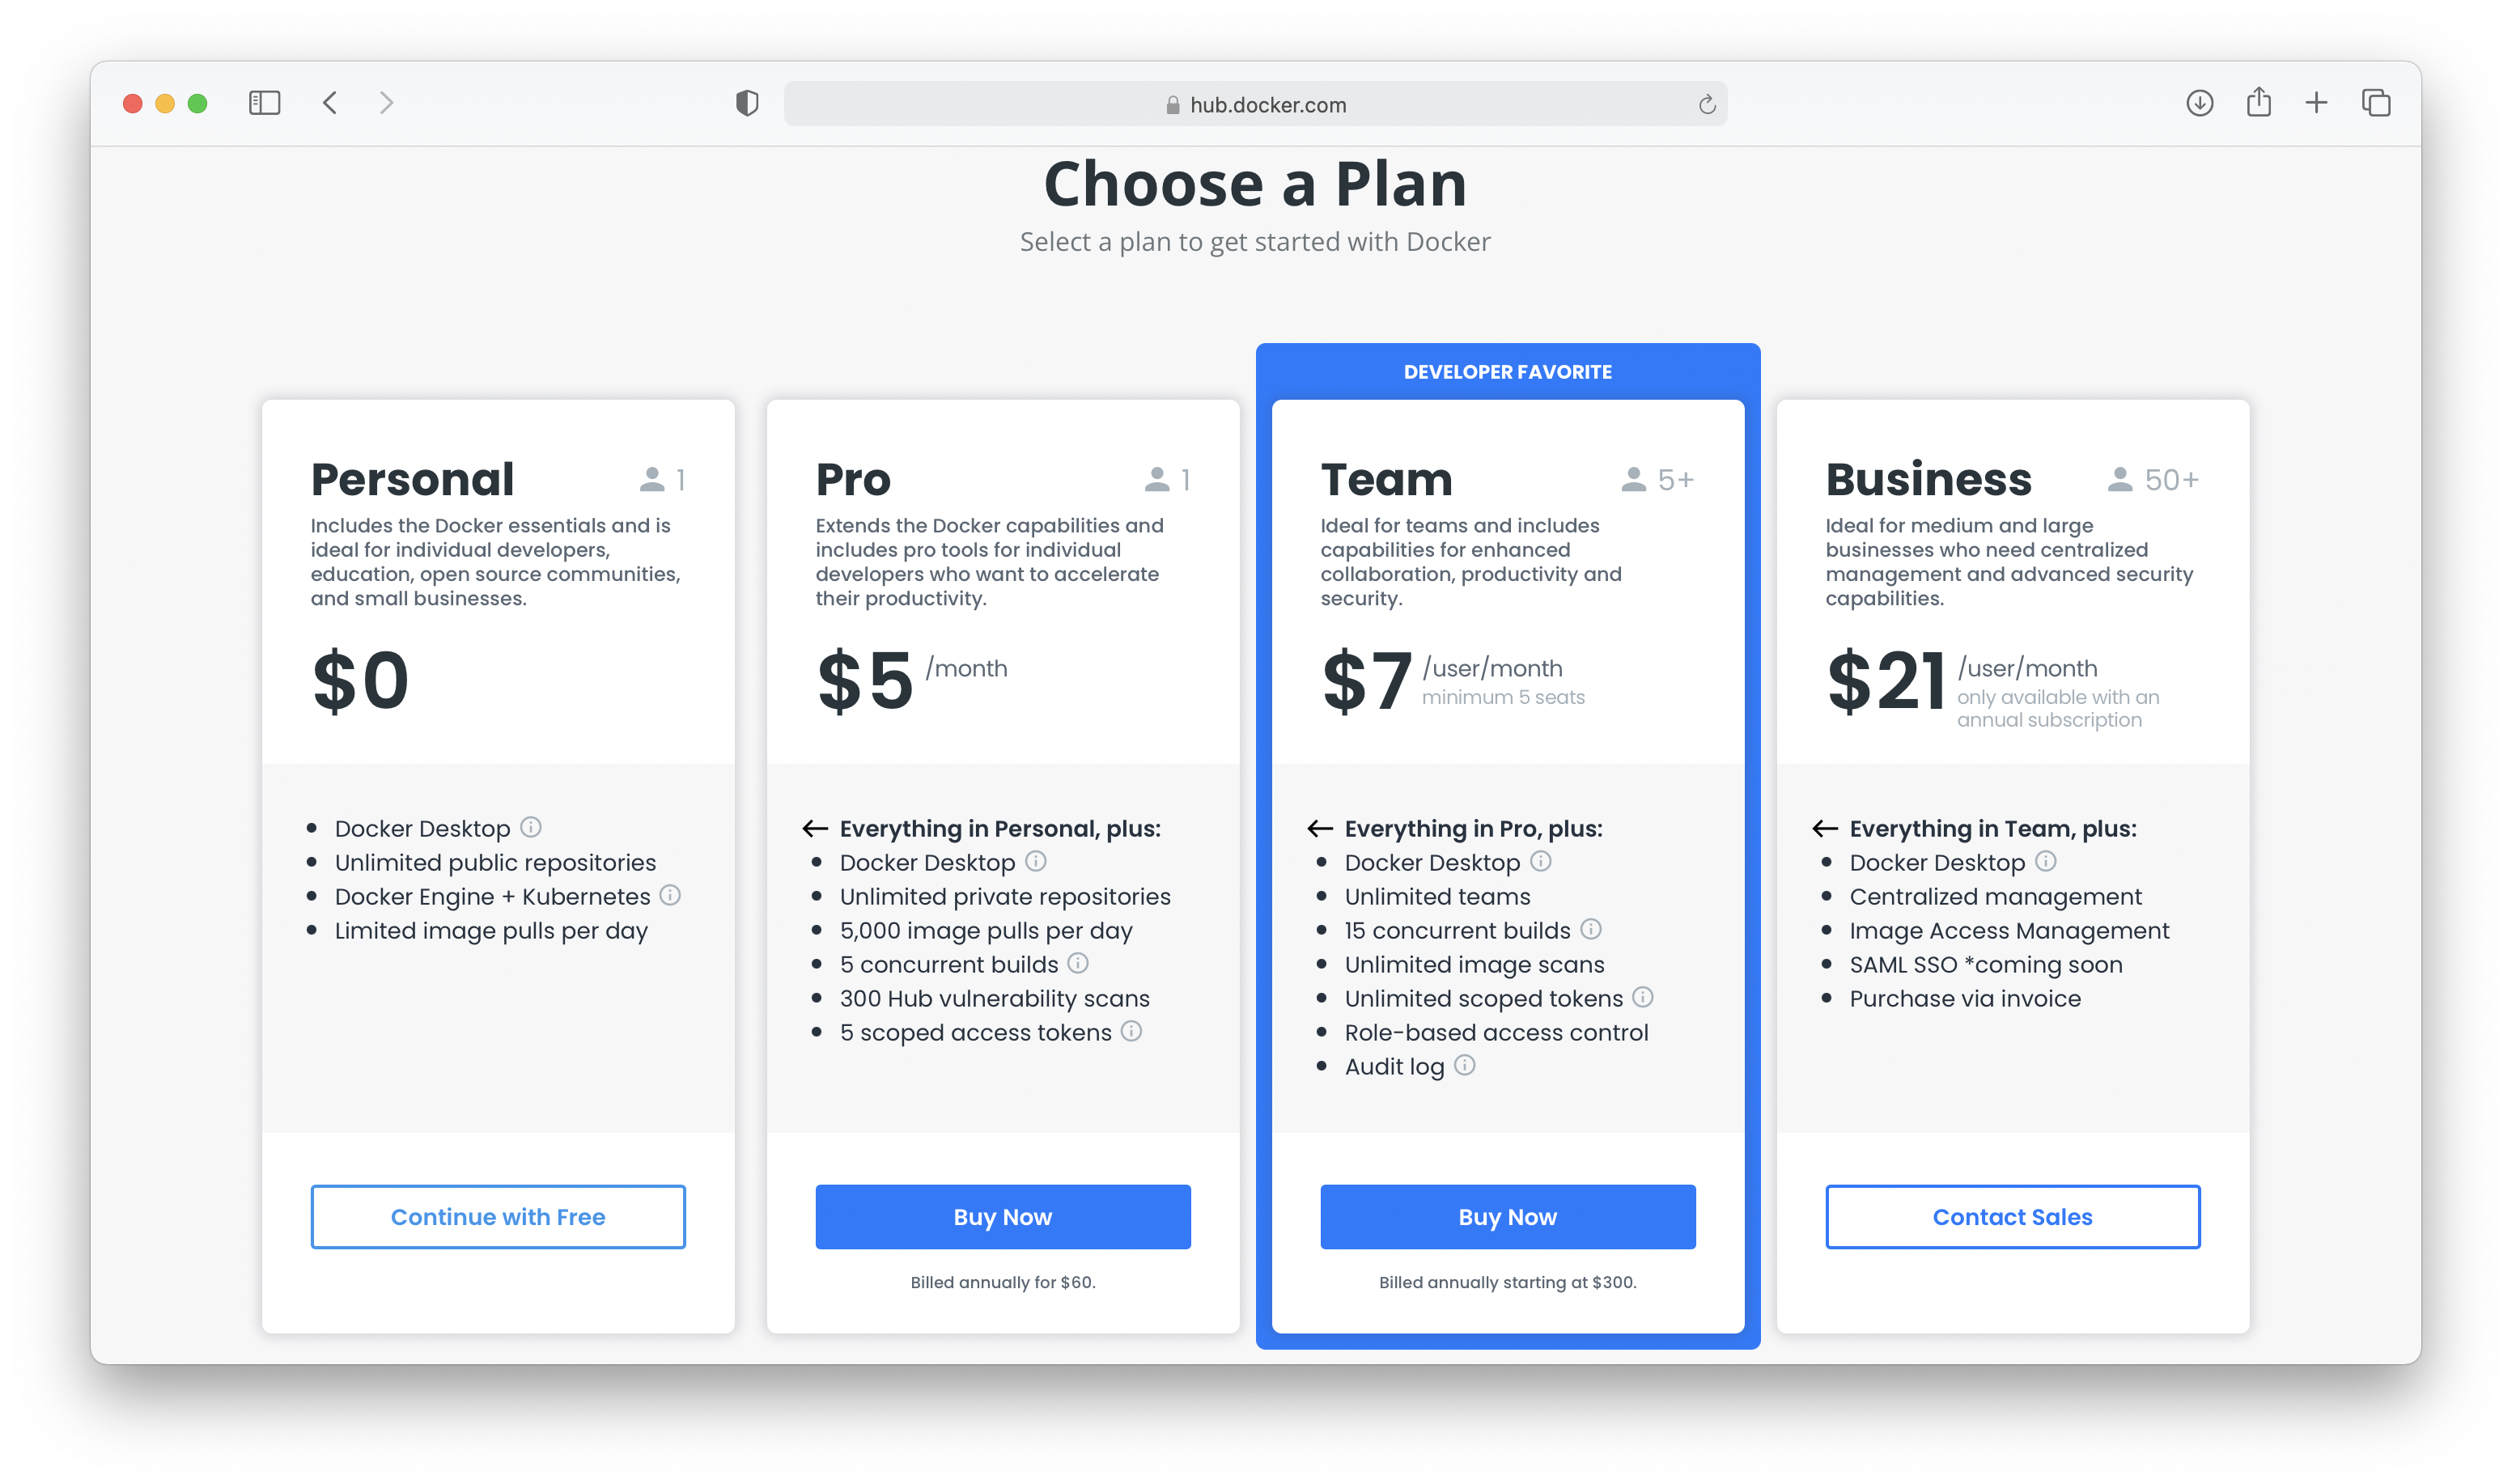 hub.docker.com
Choose a Plan
Select a plan to get started with Docker
Personal 1
Includes the Docker essentials and is
ideal for individual developers,
education, open source communities,
and small businesses.
$0
Docker Desktop
Unlimited public repositories
Docker Engine + Kubernetes
Limited image pulls per day
Continue with Free
Pro 1
Extends the Docker capabilities and
includes pro tools for individual
developers who want to accelerate
their productivity.
$5 /month
Everything in Personal, plus:
Docker Desktop
Unlimited private repositories
5,000 image pulls per day
5 concurrent builds
300 Hub vulnerability scans
5 scoped access tokens
Buy Now
Billed annually for $60.
DEVELOPER FAVORITE
Team 5+
Ideal for teams and includes
capabilities for enhanced
collaboration, productivity and
security.
$7 /user/month
minimum 5 seats
Everything in Pro, plus:
Docker Desktop
Unlimited teams
15 concurrent builds
Unlimited image scans
Unlimited scoped tokens
Role-based access control
Audit log
Buy Now
Billed annually starting at $300.
Business 50+
Ideal for medium and large
businesses who need centralized
management and advanced security
capabilities.
$21 /user/month
only available with an
annual subscription
Everything in Team, plus:
Docker Desktop
Centralized management
Image Access Management
SAML SSO *coming soon
Purchase via invoice
Contact Sales